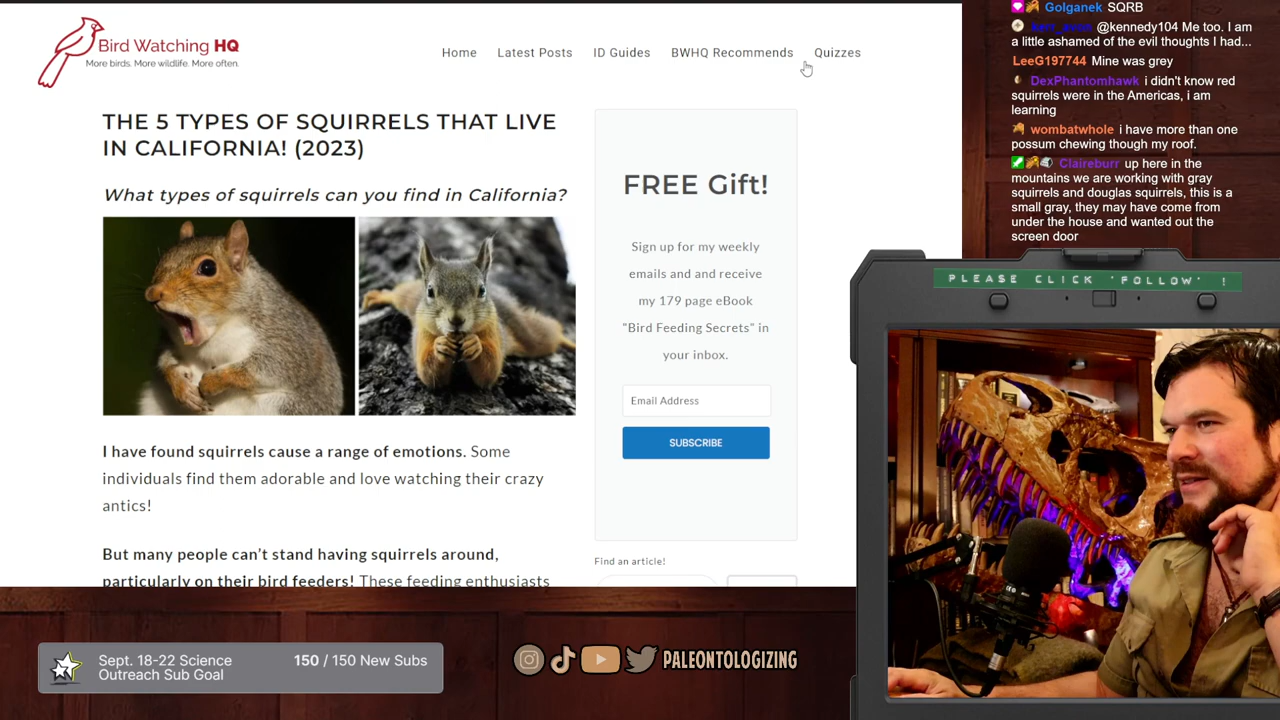 Bird Watching HQ
More birds. More wildlife. More often.
Home
Latest Posts
ID Guides
BWHQ Recommends
Quizzes
THE 5 TYPES OF SQUIRRELS THAT LIVE
IN CALIFORNIA! (2023)
What types of squirrels can you find in California?
I have found squirrels cause a range of emotions. Some
individuals find them adorable and love watching their crazy
antics!
But many people can't stand having squirrels around,
particularly on their bird feeders! These feeding enthusiasts
FREE Gift!
Sign up for my weekly
emails and and receive
my 179 page eBook
"Bird Feeding Secrets" in
your inbox.
Email Address
SUBSCRIBE
Find an article!
Golganek SQRB
@kennedy104 Me too. I am
a little ashamed of the evil thoughts I had...
LeeG197744 Mine was grey
DexPhantomhawk i didn't know red
squirrels were in the Americas, i am
learning
wombatwhole i have more than one
possum chewing though my roof.
Claireburr up here in the
mountains we are working with gray
squirrels and douglas squirrels, this is a
small gray, they may have come from
under the house and wanted out the
screen door
PLEASE CLICK 'FOLLOW' !
Sept. 18-22 Science
Outreach Sub Goal
150 / 150 New Subs
PALEONTOLOGIZING